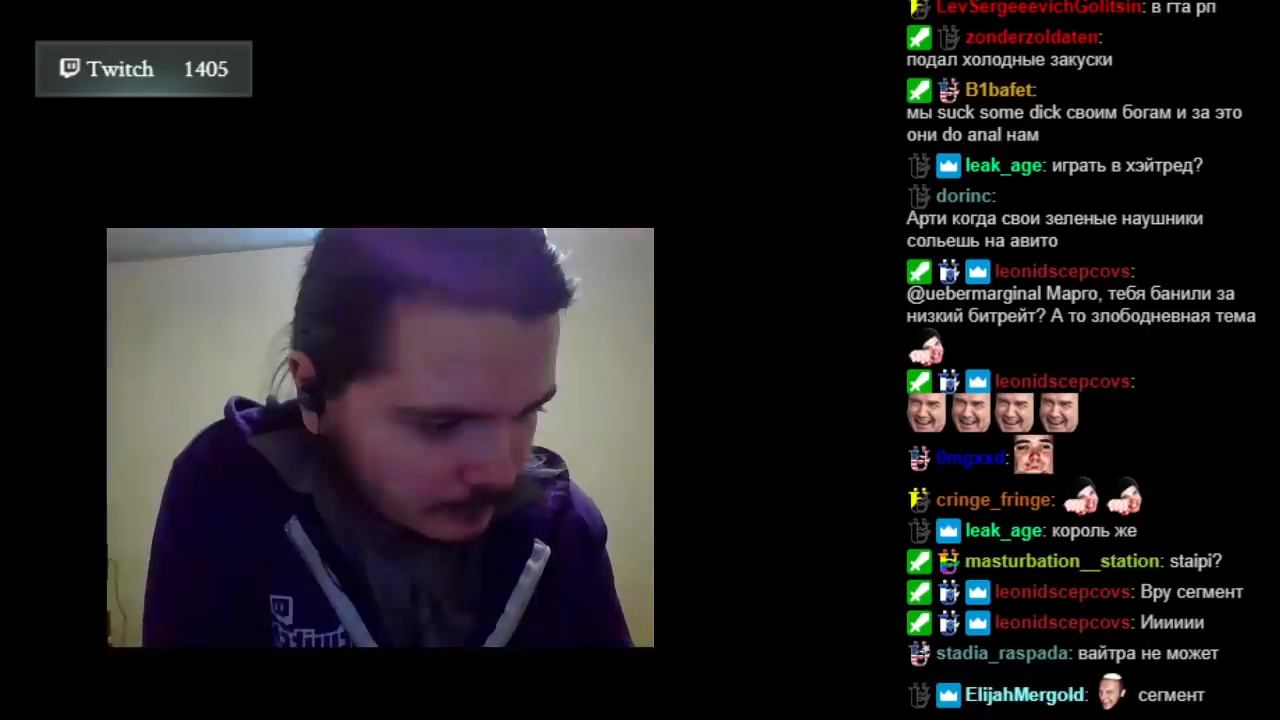 Twitch 1405
LevSergeeevichGolitsin: в гта рп
zonderzoldaten:
подал холодные закуски
B1bafet:
мы suck some dick своим богам и за это
они do anal нам
leak_age: играть в хэйтред?
dorinc:
Арти когда свои зеленые наушники
сольешь на авито
leonidscepcovs:
@uebermarginal Марго, тебя банили за
низкий битрейт? А то злободневная тема
leonidscepcovs:
0mgxxd:
cringe_fringe:
leak_age: король же
masturbation__station: staipi?
leonidscepcovs: Вру сегмент
leonidscepcovs: Ииииии
stadia_raspada: вайтра не может
ElijahMergold: сегмент